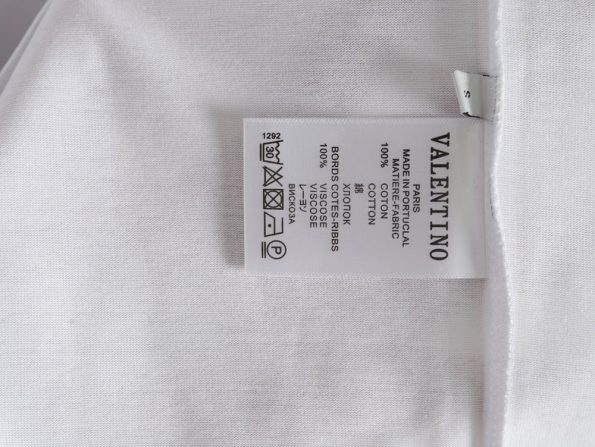 VALENTINO
PARIS
MADE IN PORTUCLAL
MATIERE-FABRIC
100% COTON
COTTON
綿
ХЛОПОК
BORDS COTES-RIBBS
100% VISCOSE
VISCOSE
レーヨン
ВИСКОЗА
1292
30
P
S